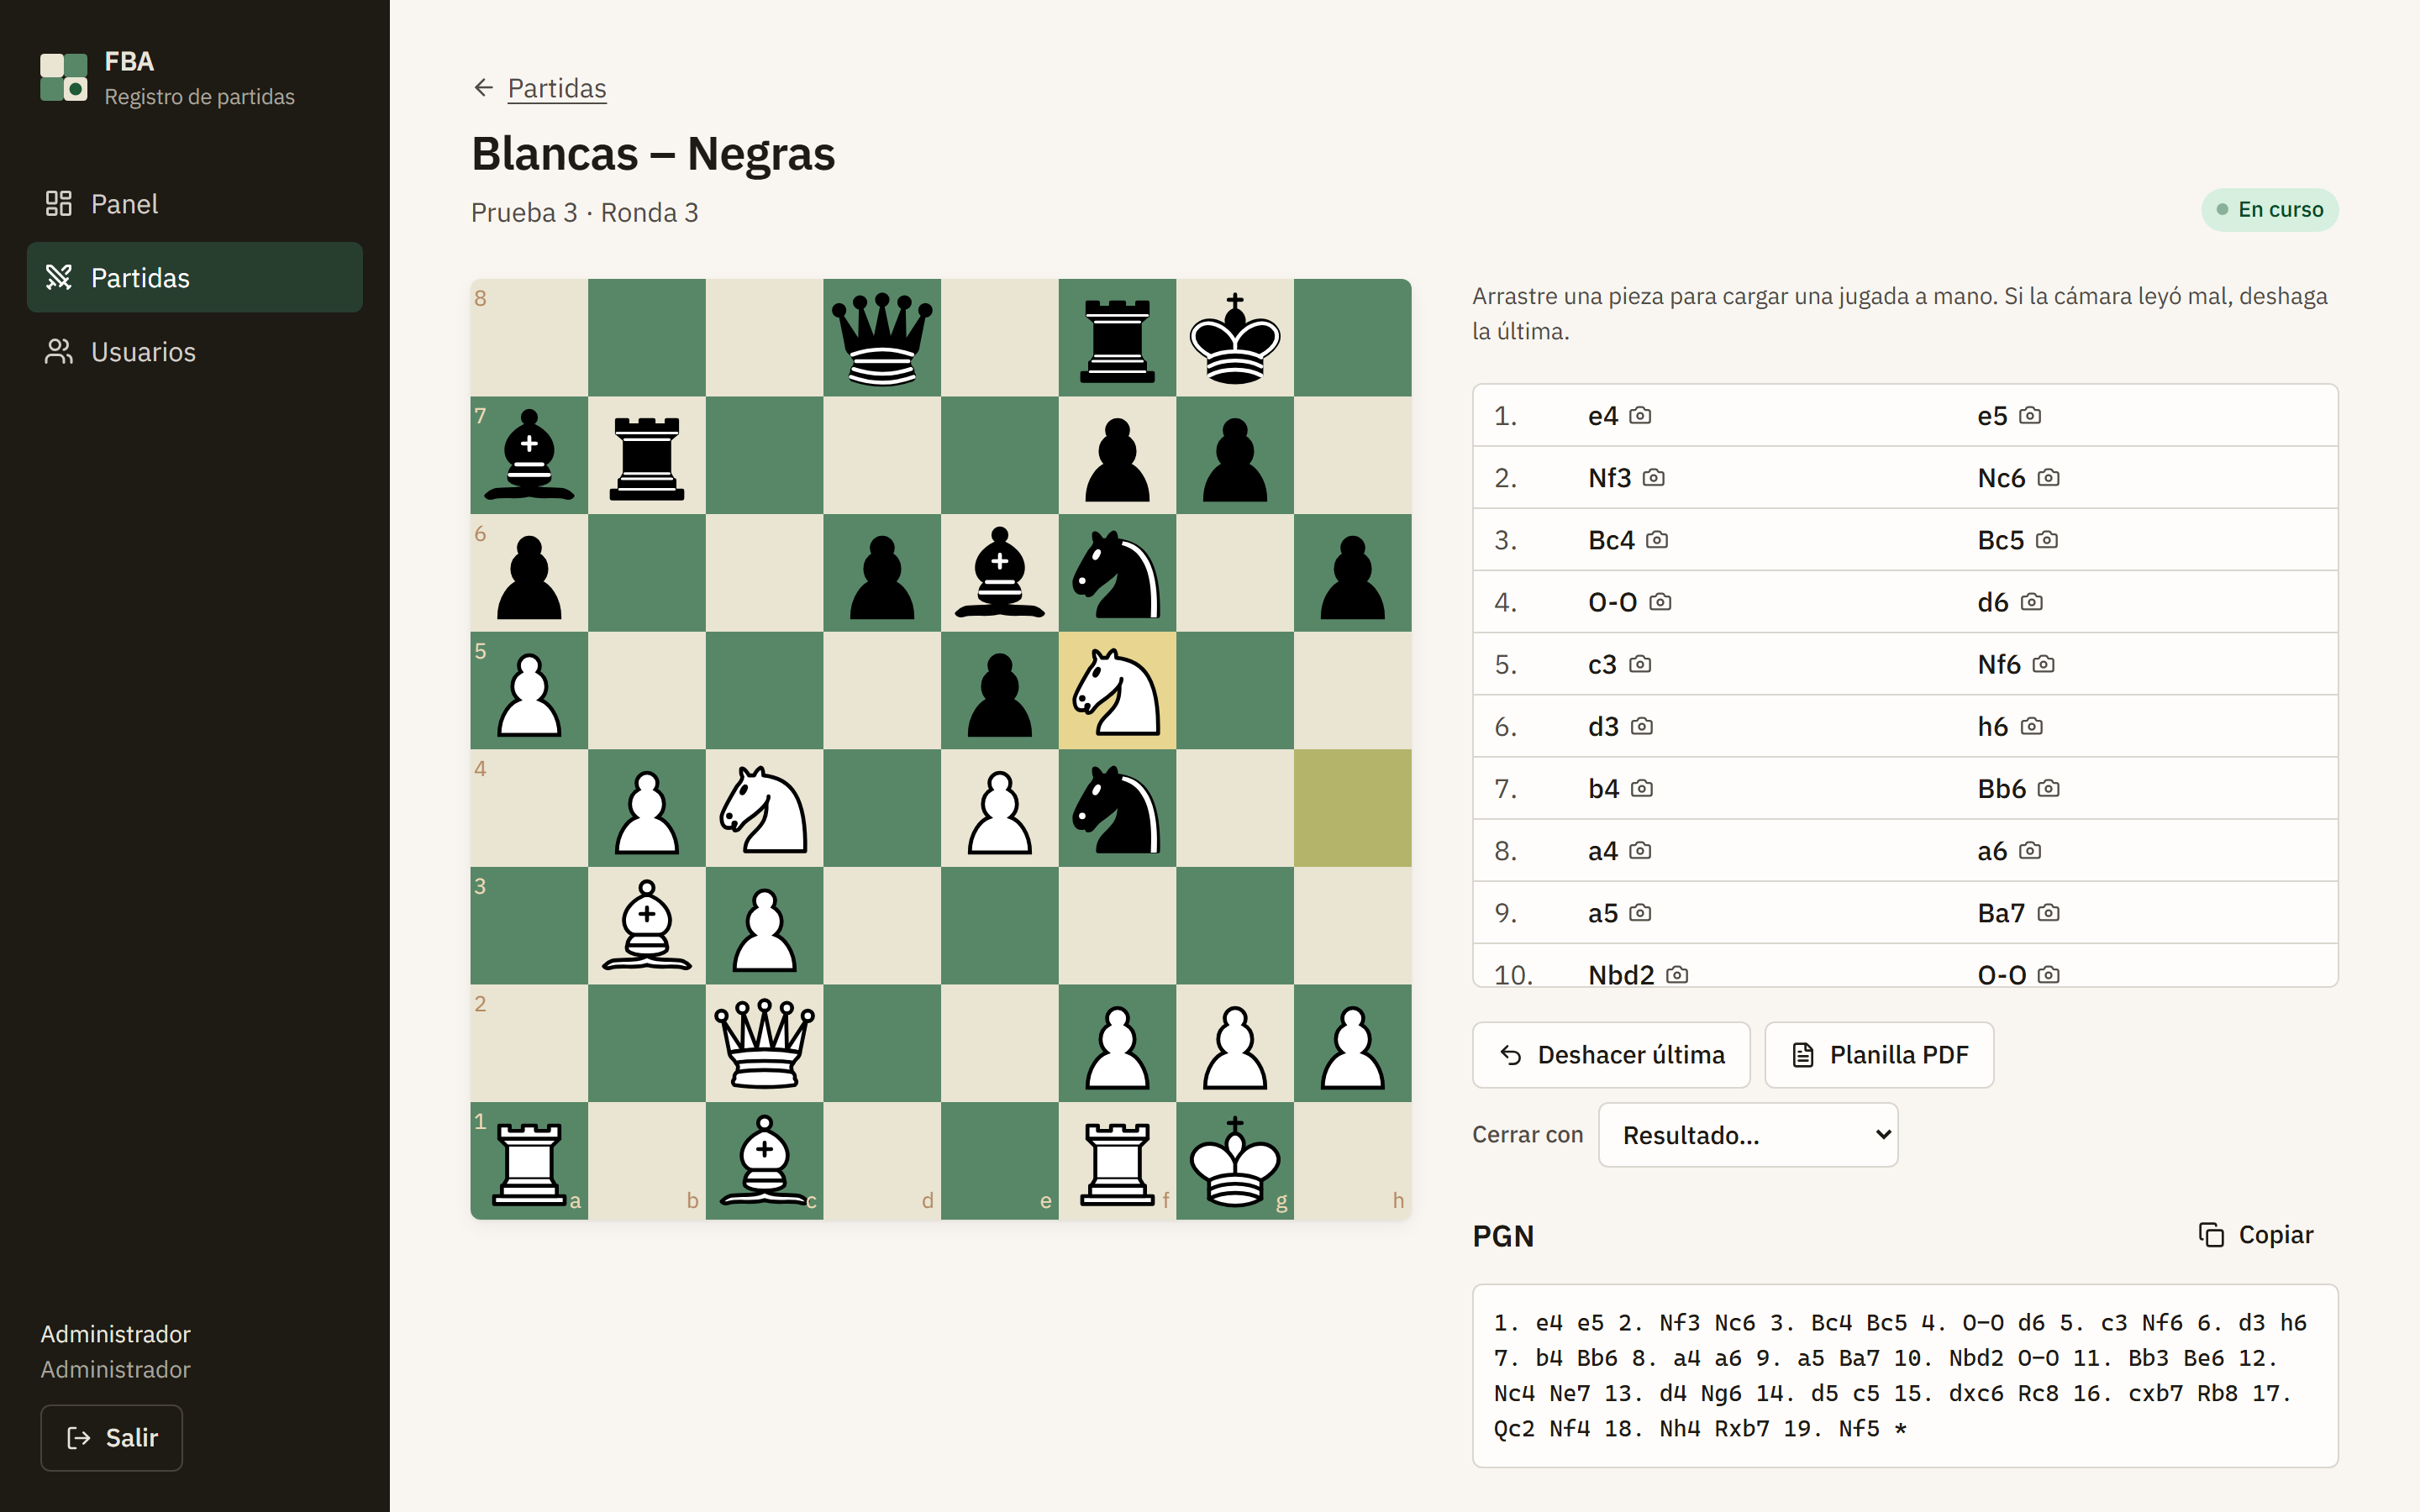 FBA
Registro de partidas
Panel
Partidas
Usuarios
Administrador
Administrador
Salir
← Partidas
Blancas – Negras
Prueba 3 · Ronda 3
En curso
8
7
6
5
4
3
2
1
a b c d e f g h
Arrastre una pieza para cargar una jugada a mano. Si la cámara leyó mal, deshaga
la última.
1. e4 e5
2. Nf3 Nc6
3. Bc4 Bc5
4. O-O d6
5. c3 Nf6
6. d3 h6
7. b4 Bb6
8. a4 a6
9. a5 Ba7
10. Nbd2 O-O
Deshacer última Planilla PDF
Cerrar con Resultado...
PGN Copiar
1. e4 e5 2. Nf3 Nc6 3. Bc4 Bc5 4. O-O d6 5. c3 Nf6 6. d3 h6
7. b4 Bb6 8. a4 a6 9. a5 Ba7 10. Nbd2 O-O 11. Bb3 Be6 12.
Nc4 Ne7 13. d4 Ng6 14. d5 c5 15. dxc6 Rc8 16. cxb7 Rb8 17.
Qc2 Nf4 18. Nh4 Rxb7 19. Nf5 *